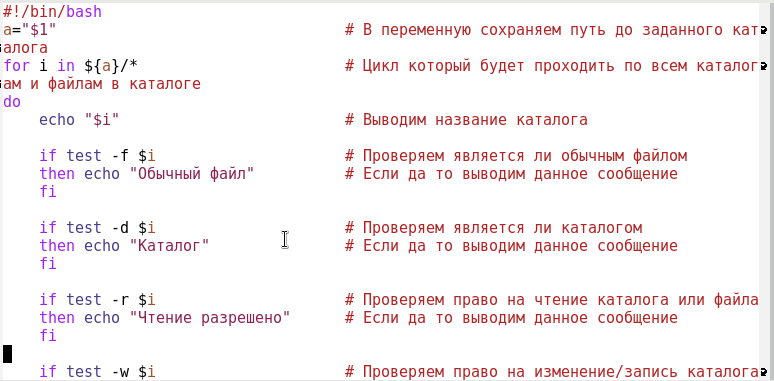 #!/bin/bash
a="$1" # В переменную сохраняем путь до заданного кат
алога
for i in ${a}/* # Цикл который будет проходить по всем каталог
ам и файлам в каталоге
do
echo "$i" # Выводим название каталога
if test -f $i # Проверяем является ли обычным файлом
then echo "Обычный файл" # Если да то выводим данное сообщение
fi
if test -d $i # Проверяем является ли каталогом
then echo "Каталог" # Если да то выводим данное сообщение
fi
if test -r $i # Проверяем право на чтение каталога или файла
then echo "Чтение разрешено" # Если да то выводим данное сообщение
fi
if test -w $i # Проверяем право на изменение/запись каталога